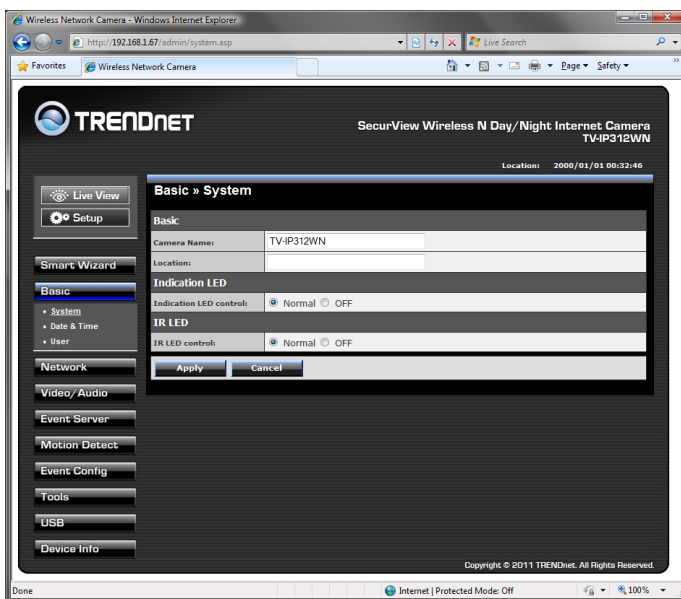 Wireless Network Camera - Windows Internet Explorer
http://192.168.1.67/admin/system.asp
Live Search
Favorites
Wireless Network Camera
Page
Safety
TRENDnet
SecurView Wireless N Day/Night Internet Camera
TV-IP312WN
Location: 2000/01/01 00:32:46
Live View
Setup
Smart Wizard
Basic
• System
• Date & Time
• User
Network
Video/Audio
Event Server
Motion Detect
Event Config
Tools
USB
Device Info
Basic » System
Basic
Camera Name: TV-IP312WN
Location:
Indication LED
Indication LED control: Normal OFF
IR LED
IR LED control: Normal OFF
Apply Cancel
Copyright © 2011 TRENDnet. All Rights Reserved.
Done
Internet | Protected Mode: Off
100%